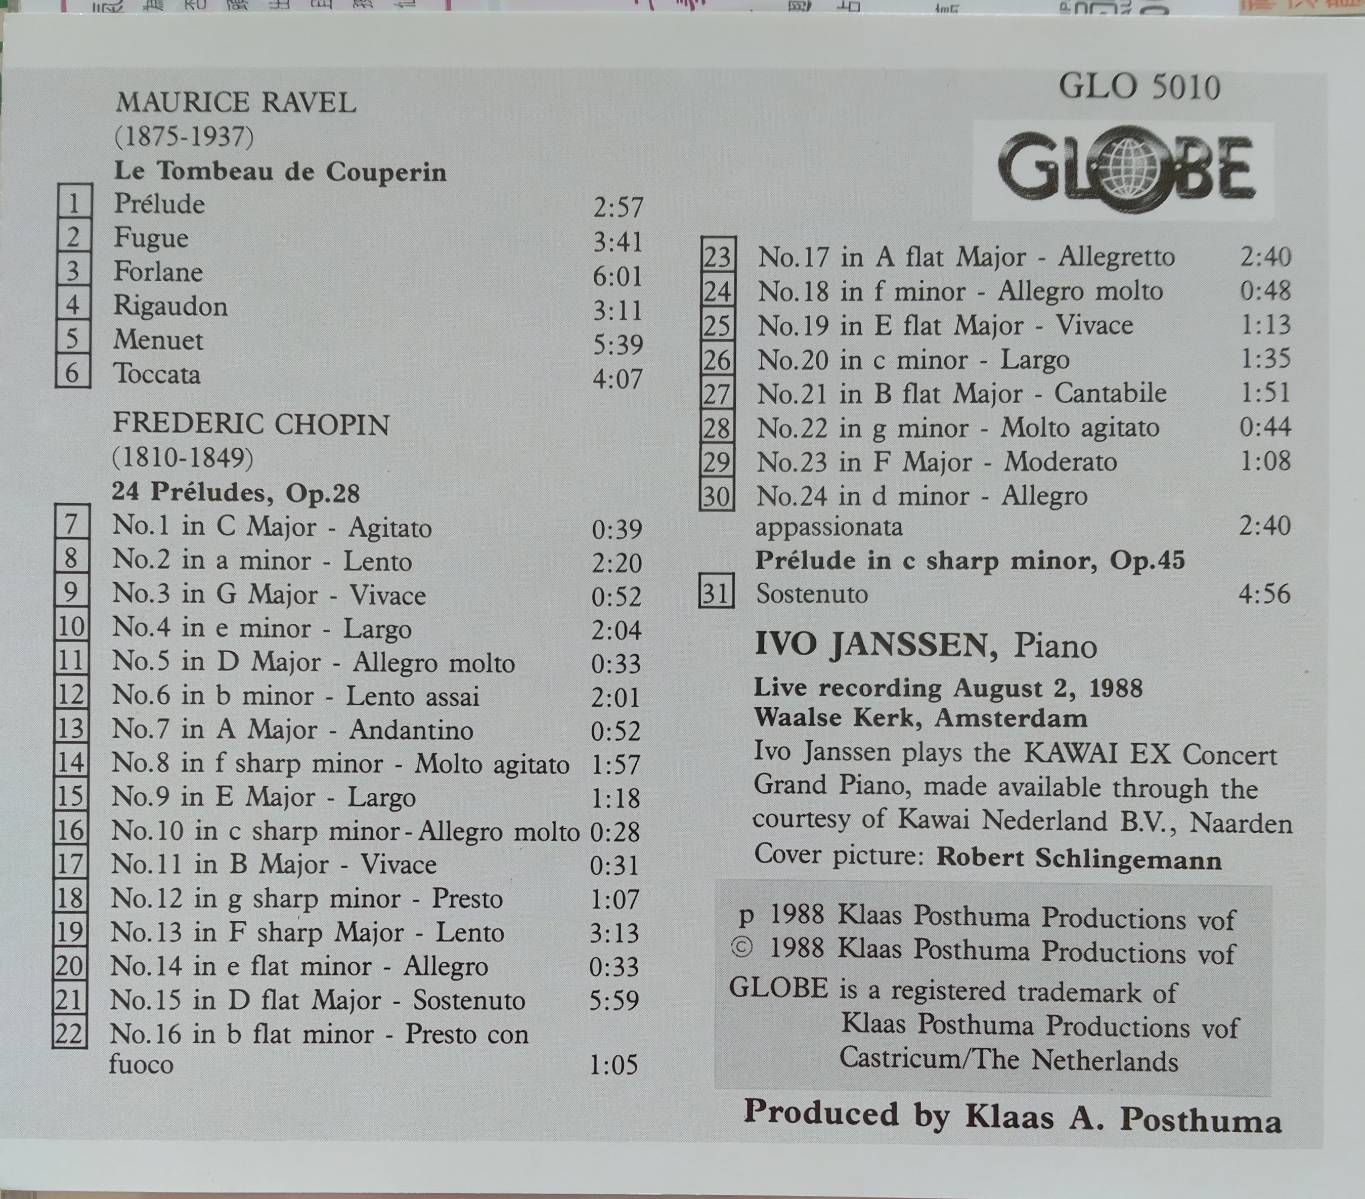 MAURICE RAVEL
(1875-1937)
Le Tombeau de Couperin
1 Prélude 2:57
2 Fugue 3:41
3 Forlane 6:01
4 Rigaudon 3:11
5 Menuet 5:39
6 Toccata 4:07
FREDERIC CHOPIN
(1810-1849)
24 Préludes, Op.28
7 No.1 in C Major - Agitato 0:39
8 No.2 in a minor - Lento 2:20
9 No.3 in G Major - Vivace 0:52
10 No.4 in e minor - Largo 2:04
11 No.5 in D Major - Allegro molto 0:33
12 No.6 in b minor - Lento assai 2:01
13 No.7 in A Major - Andantino 0:52
14 No.8 in f sharp minor - Molto agitato 1:57
15 No.9 in E Major - Largo 1:18
16 No.10 in c sharp minor - Allegro molto 0:28
17 No.11 in B Major - Vivace 0:31
18 No.12 in g sharp minor - Presto 1:07
19 No.13 in F sharp Major - Lento 3:13
20 No.14 in e flat minor - Allegro 0:33
21 No.15 in D flat Major - Sostenuto 5:59
22 No.16 in b flat minor - Presto con
fuoco 1:05
GLO 5010
GLOBE
23 No.17 in A flat Major - Allegretto 2:40
24 No.18 in f minor - Allegro molto 0:48
25 No.19 in E flat Major - Vivace 1:13
26 No.20 in c minor - Largo 1:35
27 No.21 in B flat Major - Cantabile 1:51
28 No.22 in g minor - Molto agitato 0:44
29 No.23 in F Major - Moderato 1:08
30 No.24 in d minor - Allegro
appassionata 2:40
Prélude in c sharp minor, Op.45
31 Sostenuto 4:56
IVO JANSSEN, Piano
Live recording August 2, 1988
Waalse Kerk, Amsterdam
Ivo Janssen plays the KAWAI EX Concert
Grand Piano, made available through the
courtesy of Kawai Nederland B.V., Naarden
Cover picture: Robert Schlingemann
p 1988 Klaas Posthuma Productions vof
© 1988 Klaas Posthuma Productions vof
GLOBE is a registered trademark of
Klaas Posthuma Productions vof
Castricum/The Netherlands
Produced by Klaas A. Posthuma